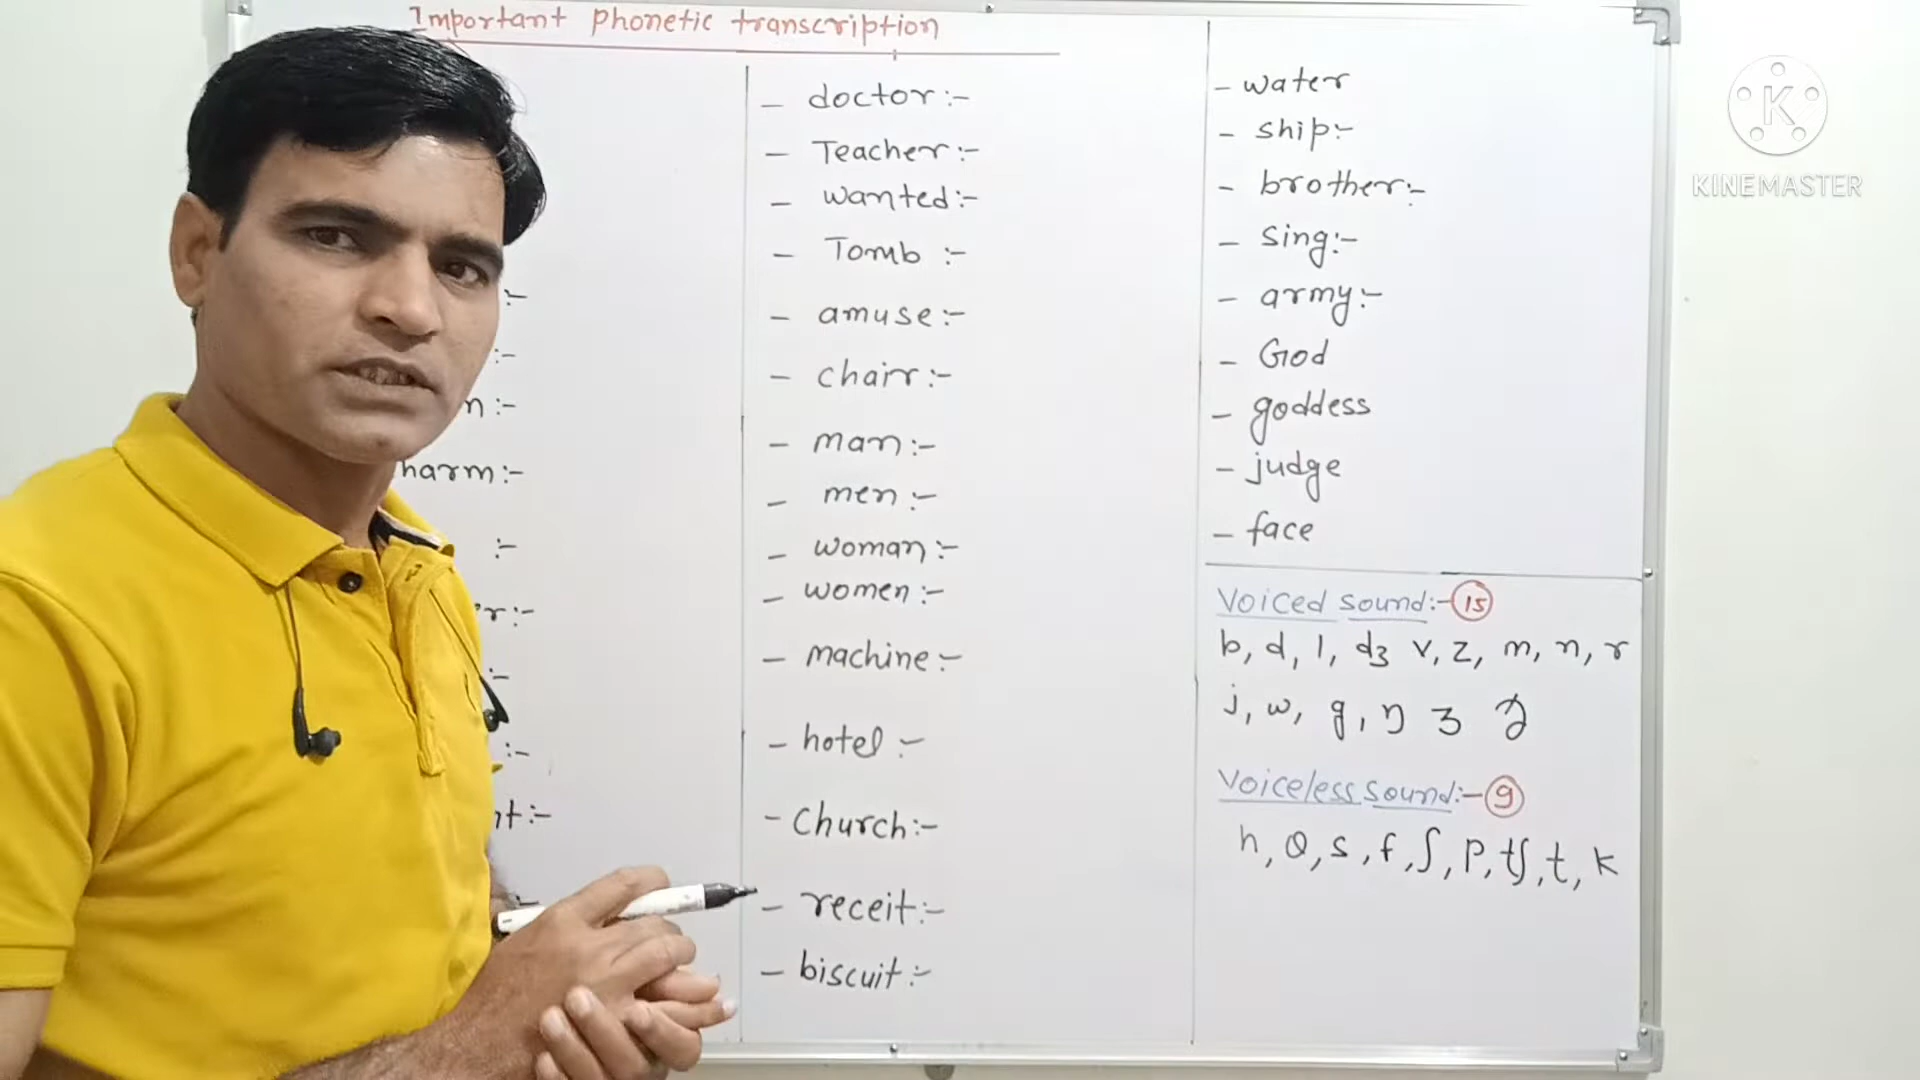 Important phonetic transcription
harm:-
- doctor:-
- Teacher:-
- wanted:-
- Tomb :-
- amuse:-
- chair:-
- man:-
- men:-
- woman:-
- women:-
- machine:-
- hotel:-
- church:-
- receit:-
- biscuit:-
- water
- ship:-
- brother:-
- sing:-
- army:-
- God
- goddess
- judge
- face
Voiced sound:- 15
b, d, l, dʒ v, z, m, n, r
j, w, g, ŋ ʒ ð
Voiceless sound:- 9
h, θ, s, f, ʃ, p, tʃ, t, k
K
KINEMASTER